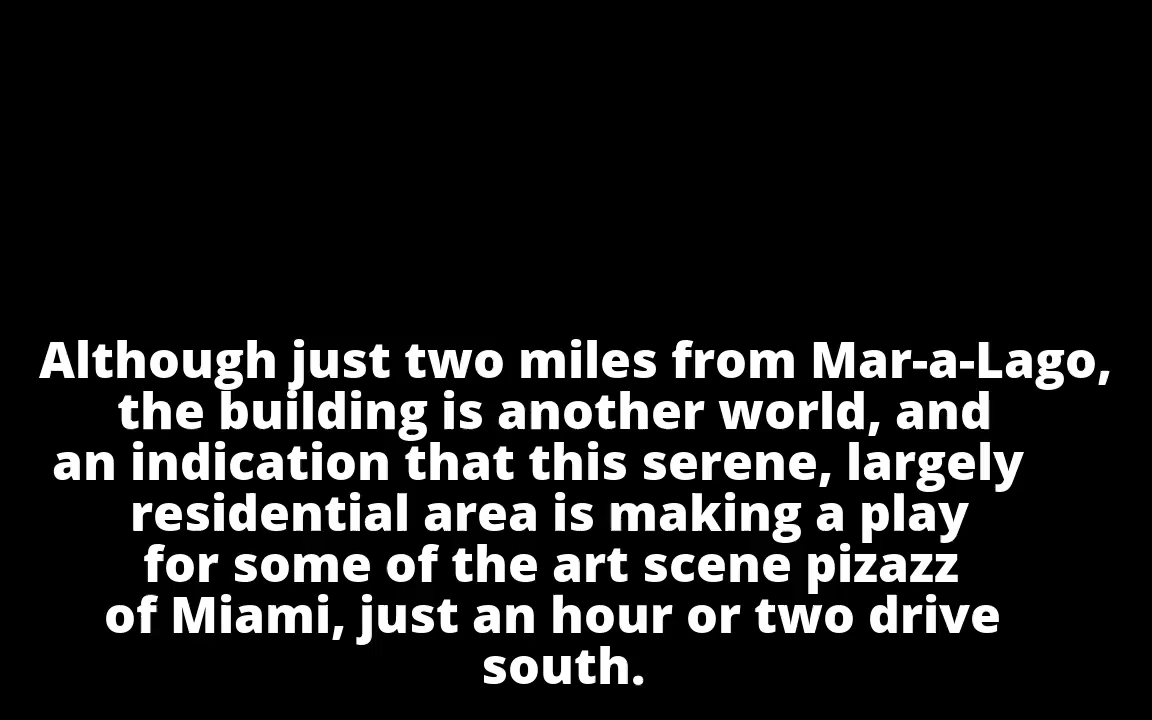 Although just two miles from Mar-a-Lago,
the building is another world, and
an indication that this serene, largely
residential area is making a play
for some of the art scene pizazz
of Miami, just an hour or two drive
south.